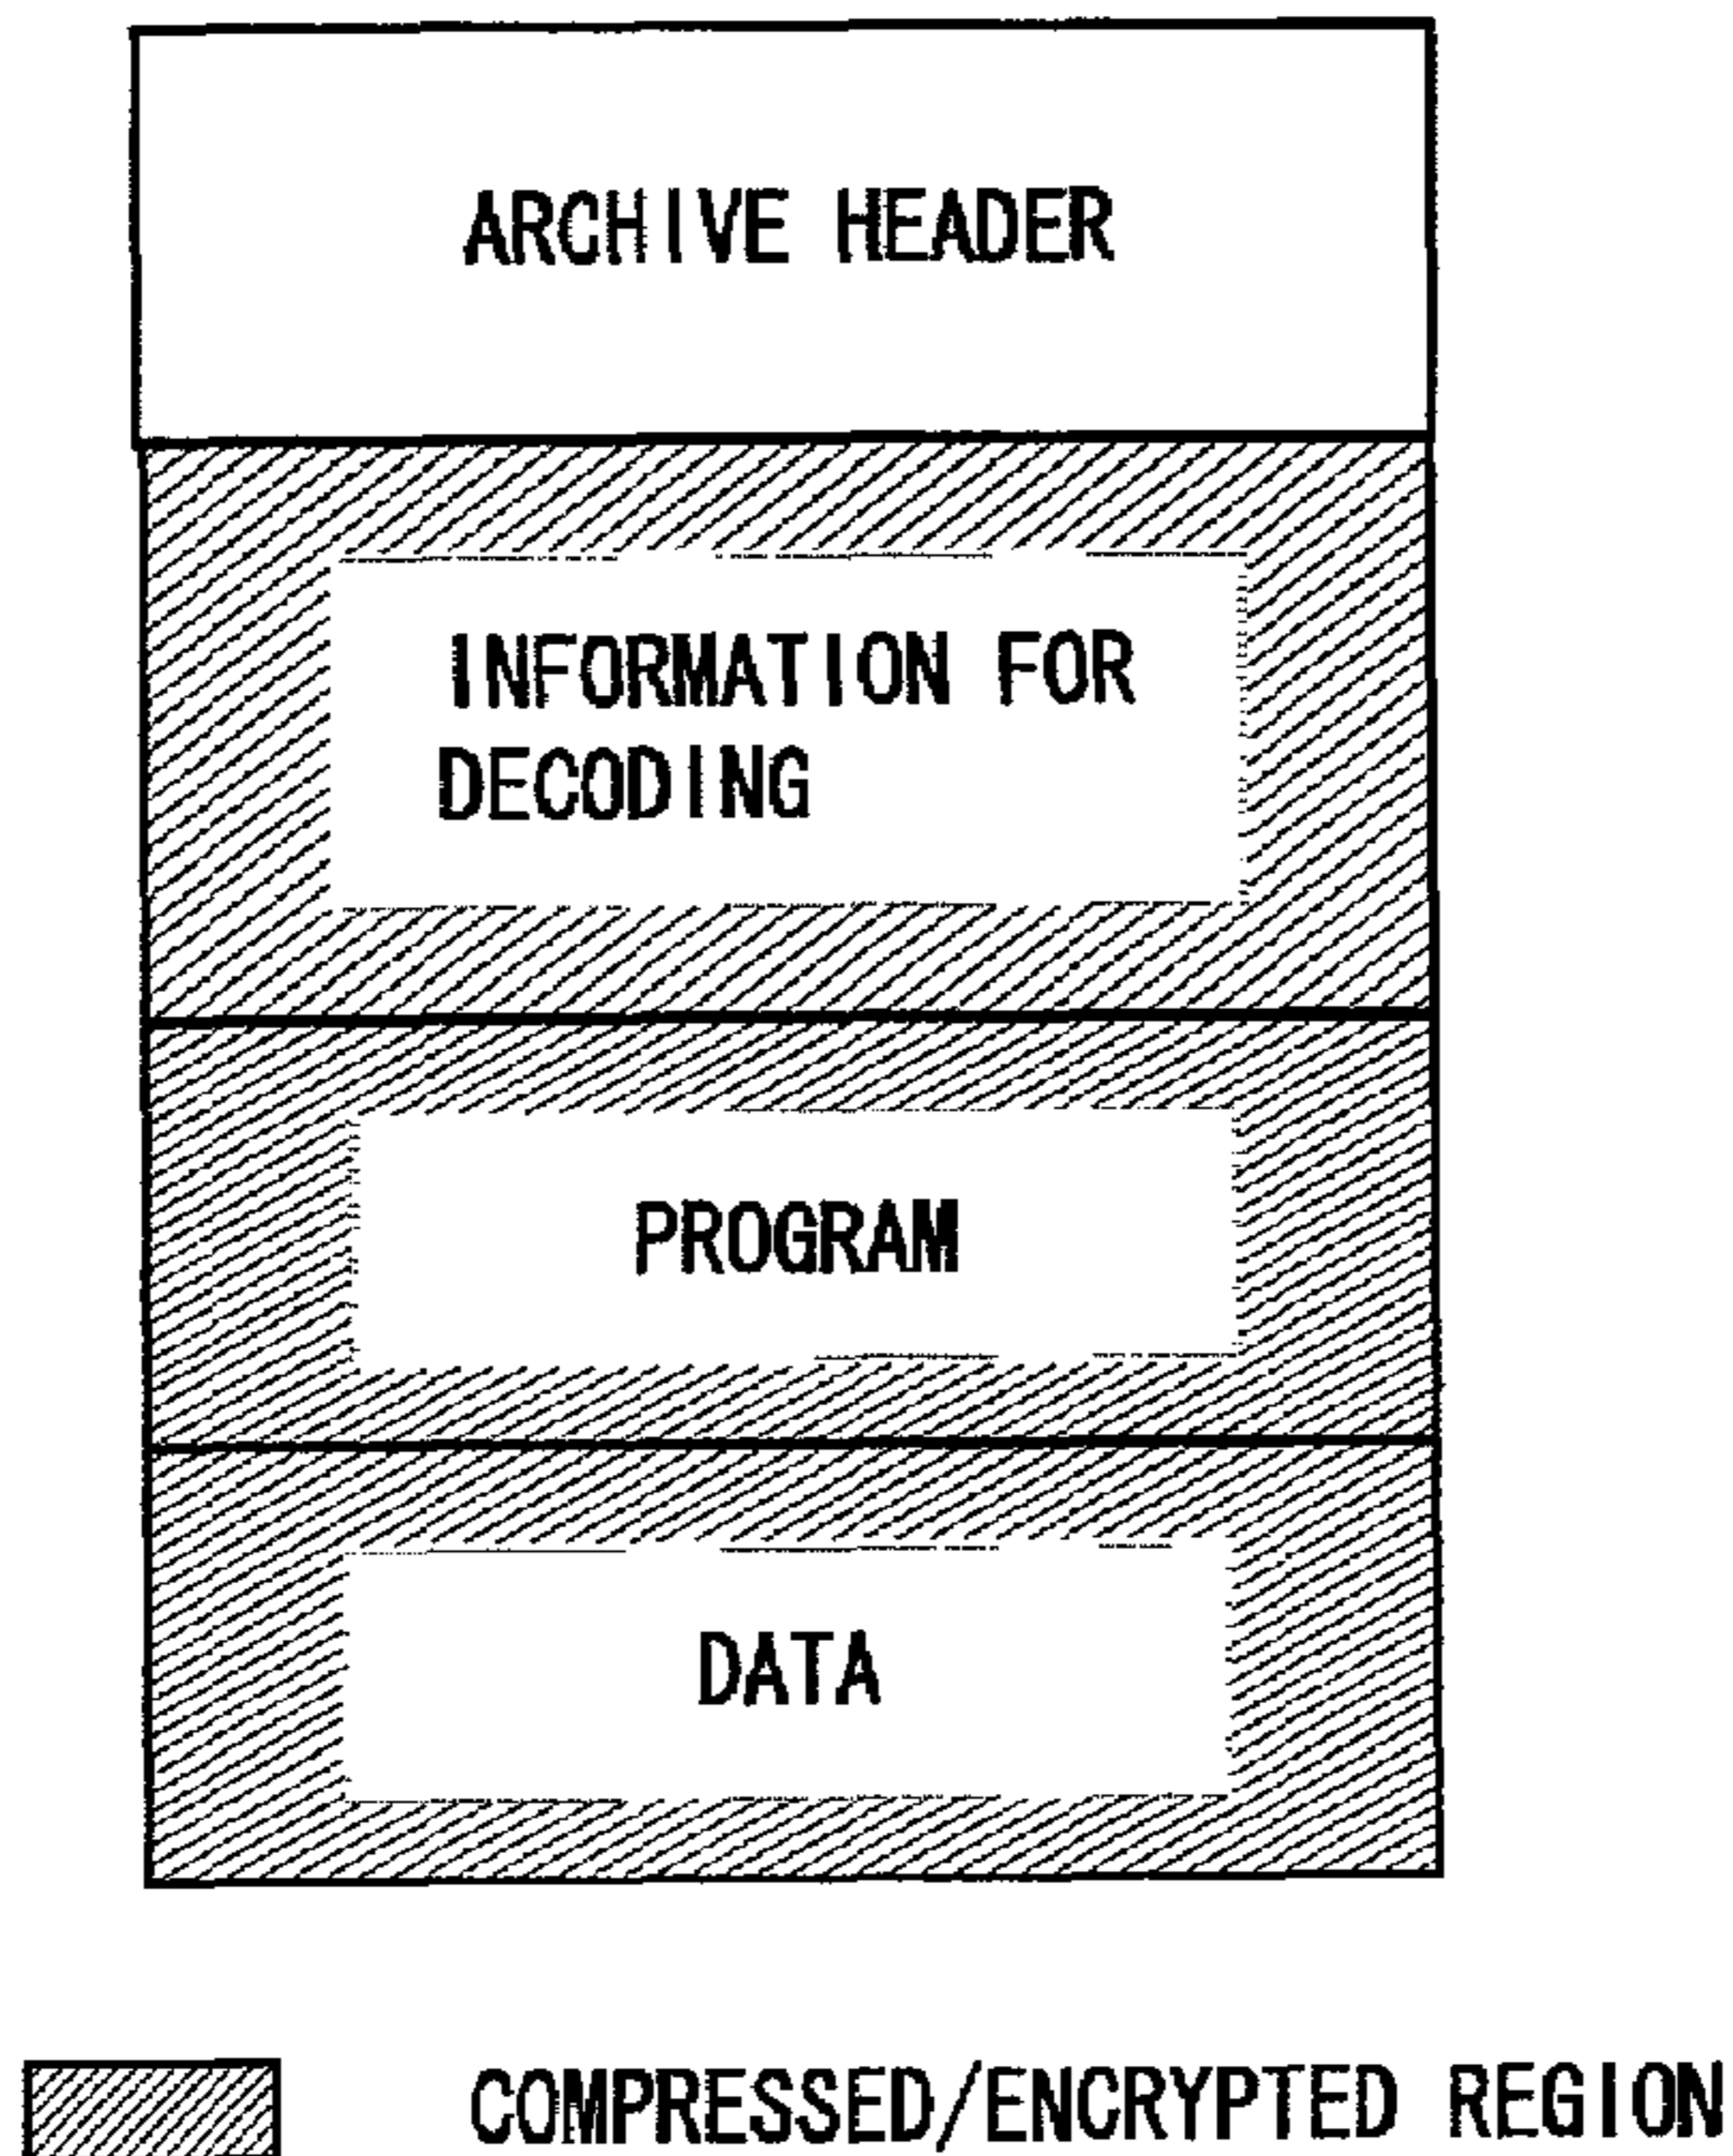 ARCHIVE HEADER
INFORMATION FOR
DECODING
PROGRAM
DATA
COMPRESSED/ENCRYPTED REGION